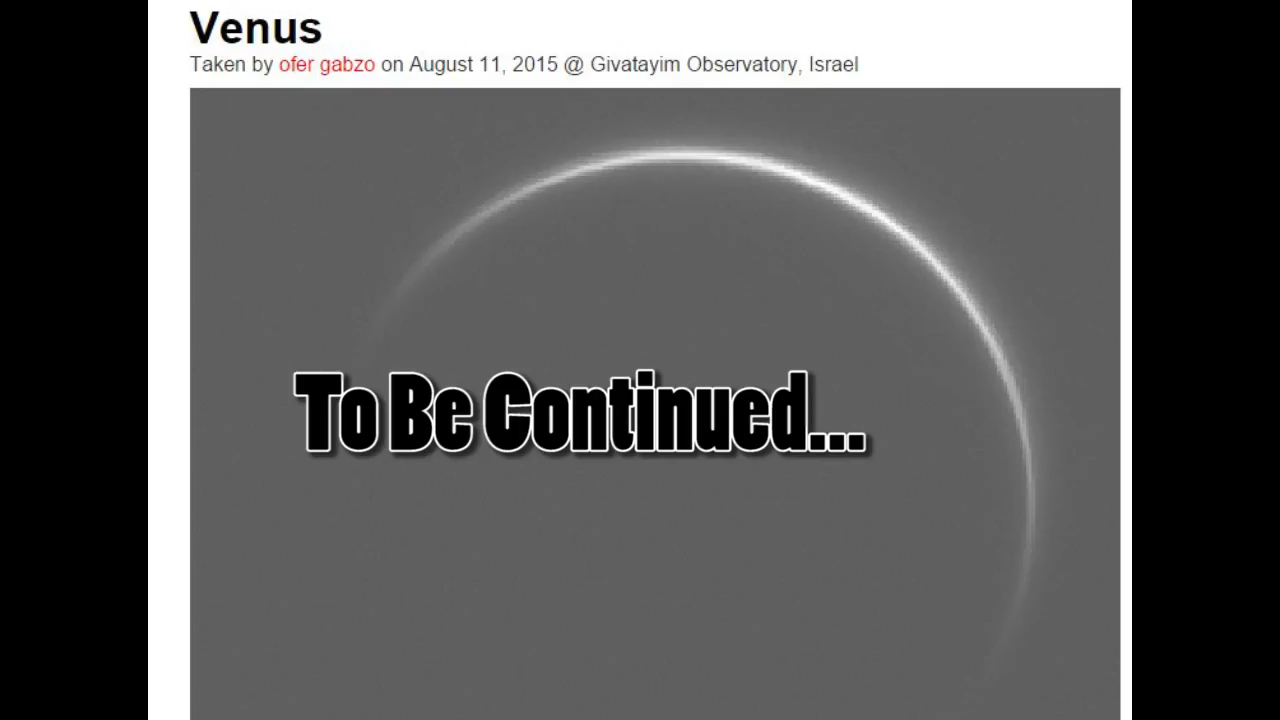 Venus
Taken by ofer gabzo on August 11, 2015 @ Givatayim Observatory, Israel
To Be Continued...